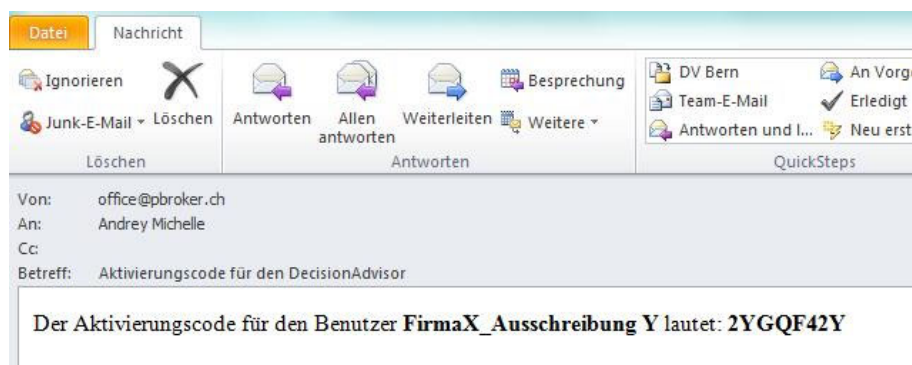 Datei Nachricht
Ignorieren
Junk-E-Mail
Löschen
Löschen
Antworten
Allen antworten
Weiterleiten
Besprechung
Weitere
Antworten
DV Bern
Team-E-Mail
Antworten und I...
An Vorg
Erledigt
Neu erst
QuickSteps
Von: office@pbroker.ch
An: Andrey Michelle
Cc:
Betreff: Aktivierungscode für den DecisionAdvisor
Der Aktivierungscode für den Benutzer FirmaX_Ausschreibung Y lautet: 2YGQF42Y